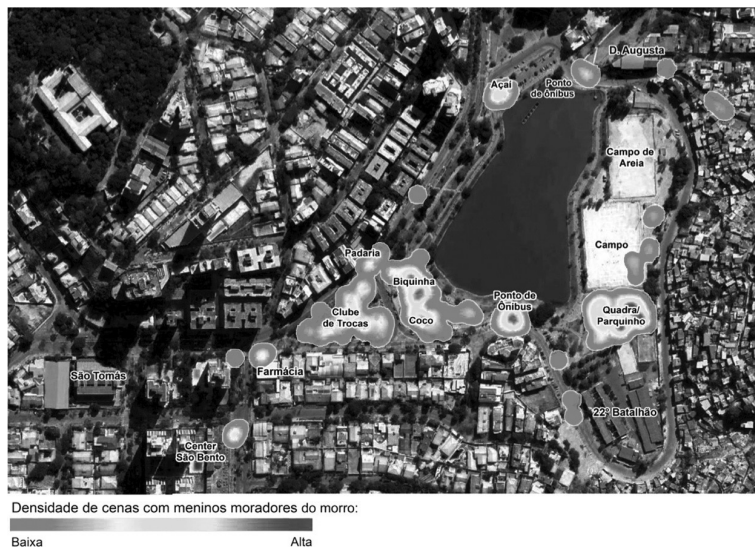 D. Augusta
Açaí
Ponto
de Ônibus
Campo de
Areia
Campo
Padaria
Biquinha
Clube
de Trocas
Coco
Ponto de
Ônibus
Quadra/
Parquinho
São Tomás
Farmácia
22º Batalhão
Center
São Bento
Densidade de cenas com meninos moradores do morro:
Baixa
Alta